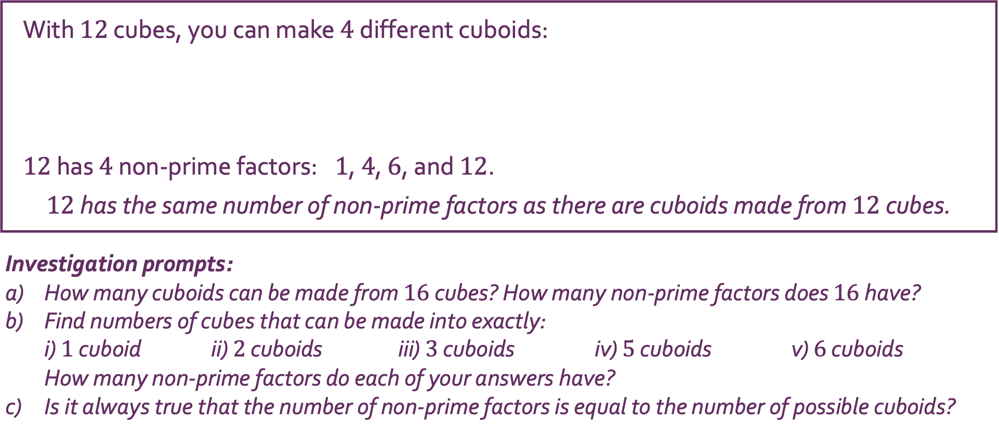 With 12 cubes, you can make 4 different cuboids:
12 has 4 non-prime factors: 1, 4, 6, and 12.
12 has the same number of non-prime factors as there are cuboids made from 12 cubes.
Investigation prompts:
a) How many cuboids can be made from 16 cubes? How many non-prime factors does 16 have?
b) Find numbers of cubes that can be made into exactly:
i) 1 cuboid ii) 2 cuboids iii) 3 cuboids iv) 5 cuboids v) 6 cuboids
How many non-prime factors do each of your answers have?
c) Is it always true that the number of non-prime factors is equal to the number of possible cuboids?